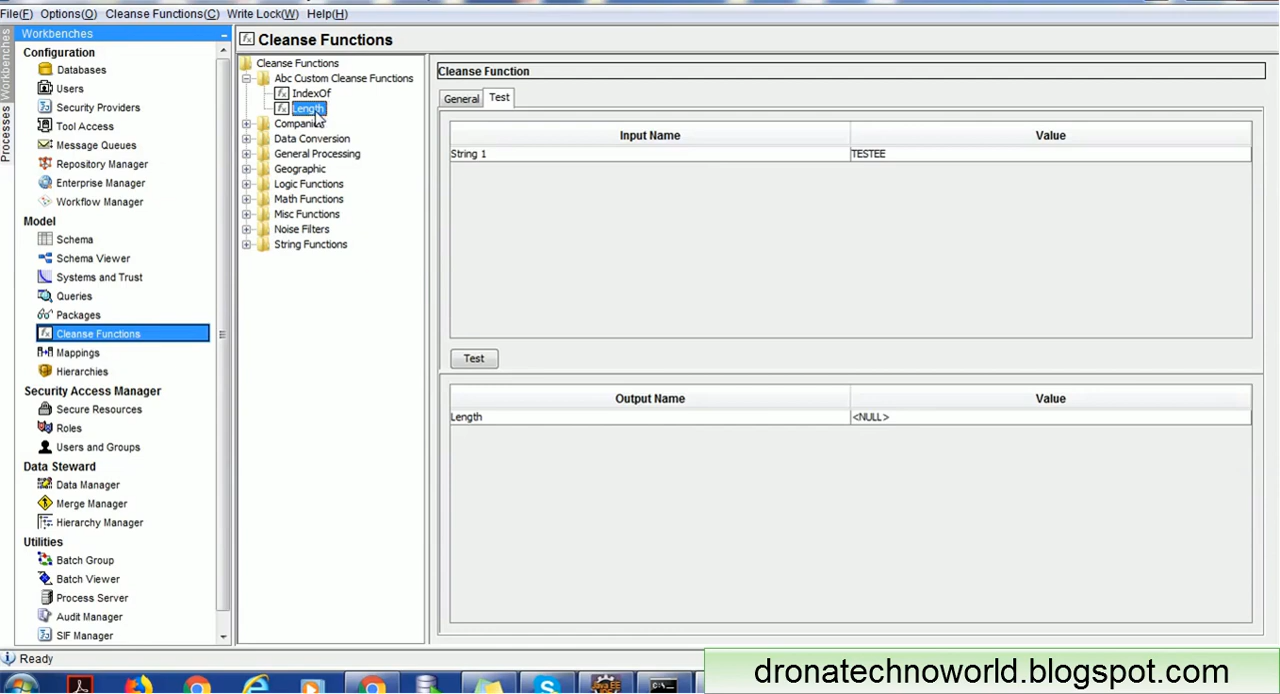 File(F) Options(O) Cleanse Functions(C) Write Lock(W) Help(H)
Workbenches
Processes
Workbenches
Configuration
Databases
Users
Security Providers
Tool Access
Message Queues
Repository Manager
Enterprise Manager
Workflow Manager
Model
Schema
Schema Viewer
Systems and Trust
Queries
Packages
Cleanse Functions
Mappings
Hierarchies
Security Access Manager
Secure Resources
Roles
Users and Groups
Data Steward
Data Manager
Merge Manager
Hierarchy Manager
Utilities
Batch Group
Batch Viewer
Process Server
Audit Manager
SIF Manager
Cleanse Functions
Cleanse Functions
Abc Custom Cleanse Functions
IndexOf
Length
Companies
Data Conversion
General Processing
Geographic
Logic Functions
Math Functions
Misc Functions
Noise Filters
String Functions
Cleanse Function
General Test
Input Name Value
String 1 TESTEE
Test
Output Name Value
Length <NULL>
Ready
dronatechnoworld.blogspot.com